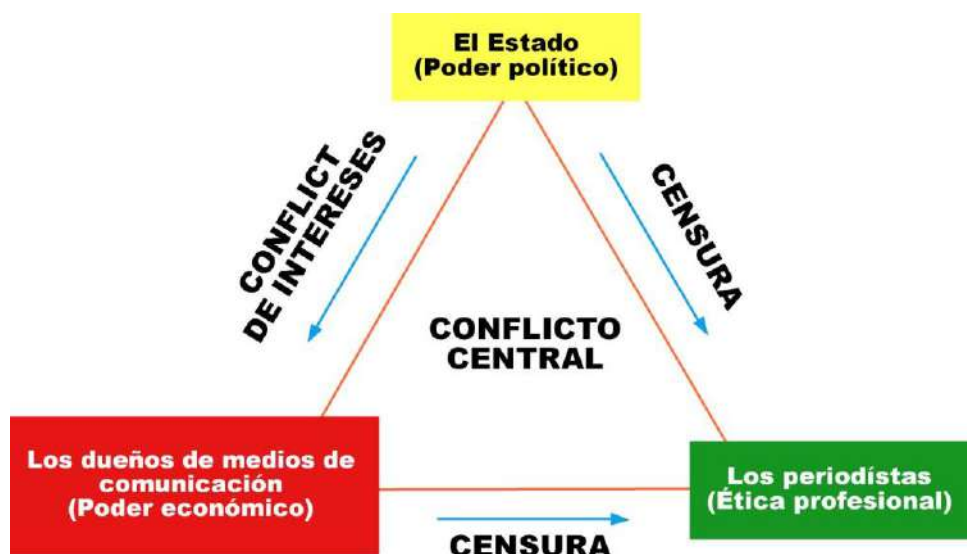 El Estado
(Poder político)
CONFLICT
DE INTERESES
CENSURA
CONFLICTO
CENTRAL
Los dueños de medios de
comunicación
(Poder económico)
Los periodístas
(Ética profesional)
CENSURA